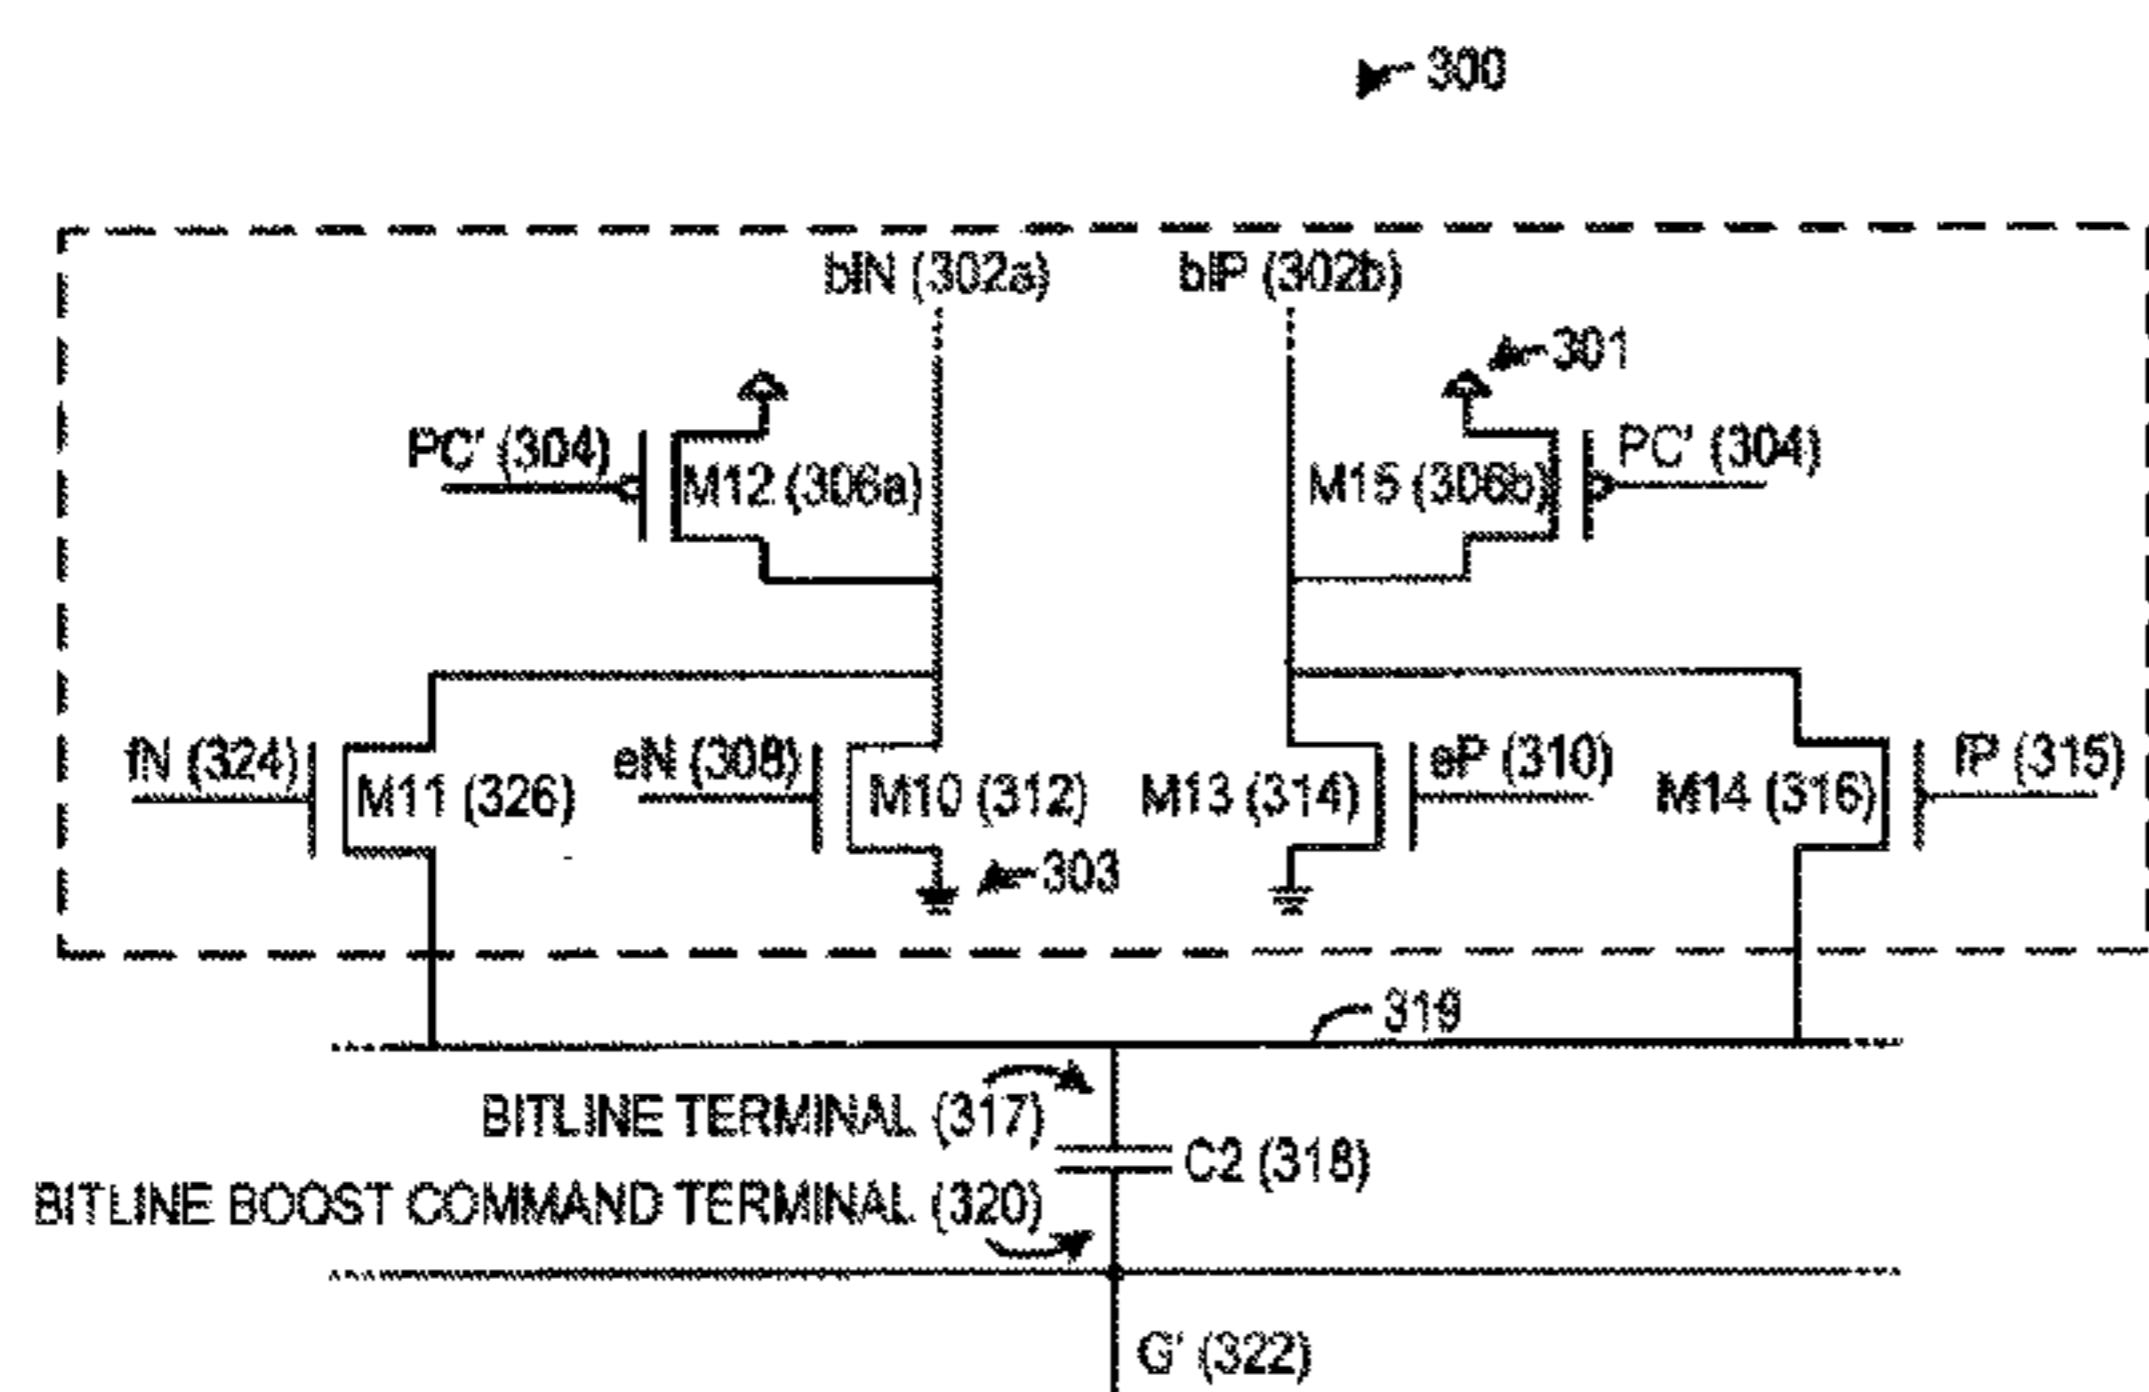 300
blN (302a) blP (302b)
301
PC' (304) M12 (306a) M15 (306b) PC' (304)
fN (324) M11 (326) eN (308) M10 (312) M13 (314) eP (310) M14 (316) fP (315)
303
319
BITLINE TERMINAL (317)
C2 (318)
BITLINE BOOST COMMAND TERMINAL (320)
G' (322)